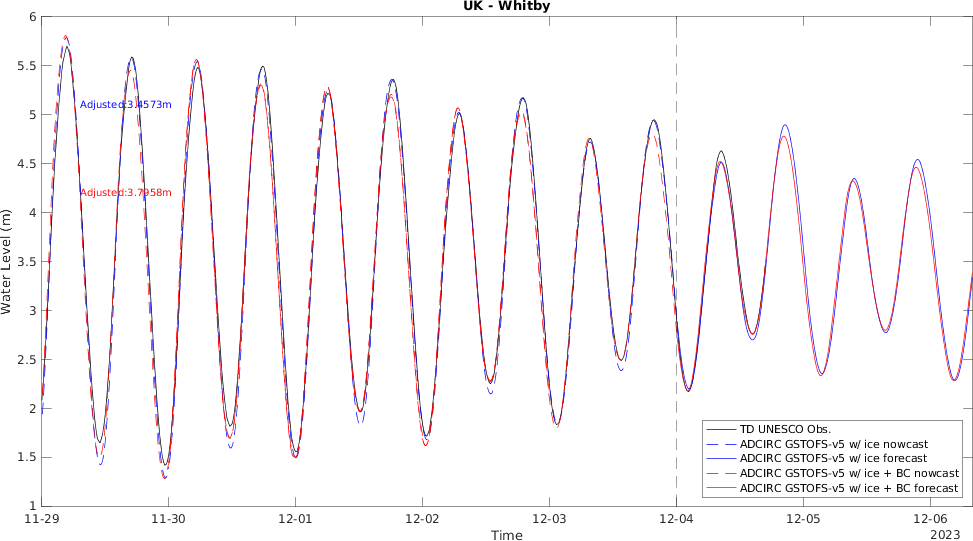 UK - Whitby
6
5.5
5
4.5
4
3.5
3
2.5
2
1.5
1
Water Level (m)
Adjusted:3.4573m
Adjusted:3.7958m
TD UNESCO Obs.
ADCIRC GSTOFS-v5 w/ ice nowcast
ADCIRC GSTOFS-v5 w/ ice forecast
ADCIRC GSTOFS-v5 w/ ice + BC nowcast
ADCIRC GSTOFS-v5 w/ ice + BC forecast
11-29 11-30 12-01 12-02 12-03 12-04 12-05 12-06
Time
2023